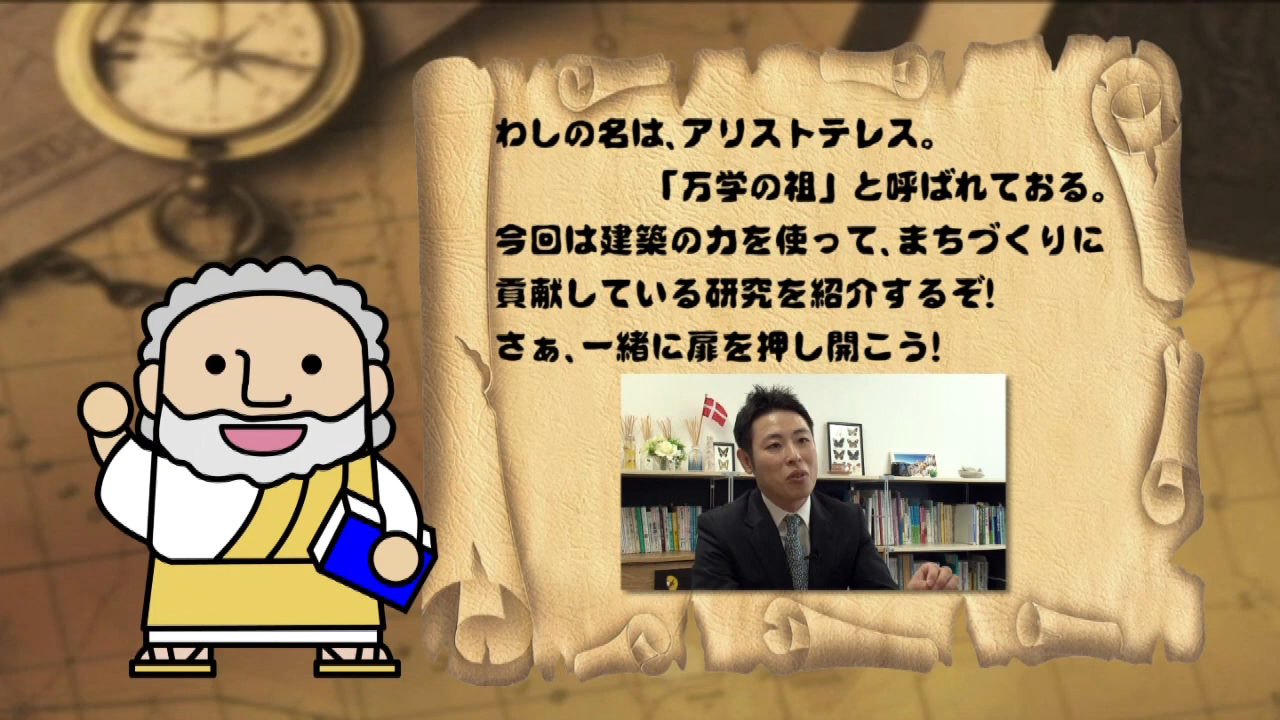 わしの名は、アリストテレス。
「万学の祖」と呼ばれておる。
今回は建築の力を使って、まちづくりに
貢献している研究を紹介するぞ!
さぁ、一緒に扉を押し開こう!